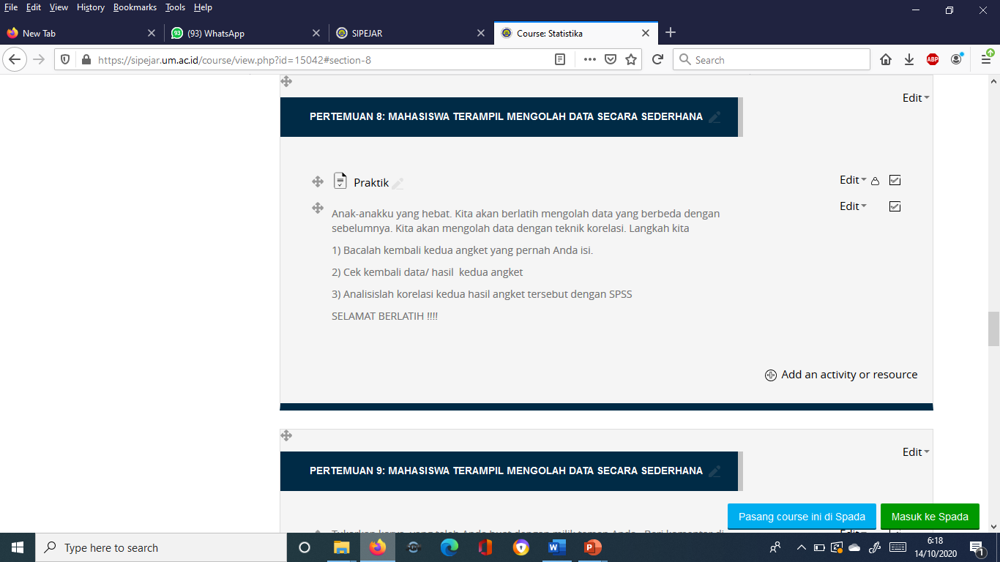 File Edit View History Bookmarks Tools Help
New Tab
(93) WhatsApp
SIPEJAR
Course: Statistika
https://sipejar.um.ac.id/course/view.php?id=15042#section-8
Search
ABP
Edit
PERTEMUAN 8: MAHASISWA TERAMPIL MENGOLAH DATA SECARA SEDERHANA
Praktik
Edit
Edit
Anak-anakku yang hebat. Kita akan berlatih mengolah data yang berbeda dengan
sebelumnya. Kita akan mengolah data dengan teknik korelasi. Langkah kita
1) Bacalah kembali kedua angket yang pernah Anda isi.
2) Cek kembali data/ hasil  kedua angket
3) Analisislah korelasi kedua hasil angket tersebut dengan SPSS
SELAMAT BERLATIH !!!!
Add an activity or resource
Edit
PERTEMUAN 9: MAHASISWA TERAMPIL MENGOLAH DATA SECARA SEDERHANA
Pasang course ini di Spada
Masuk ke Spada
Type here to search
6:18
14/10/2020
1